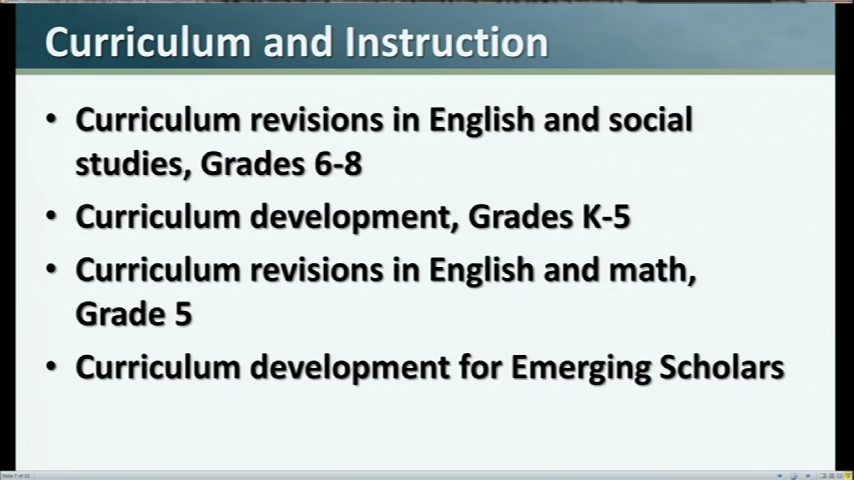 Curriculum and Instruction
• Curriculum revisions in English and social
studies, Grades 6-8
• Curriculum development, Grades K-5
• Curriculum revisions in English and math,
Grade 5
• Curriculum development for Emerging Scholars